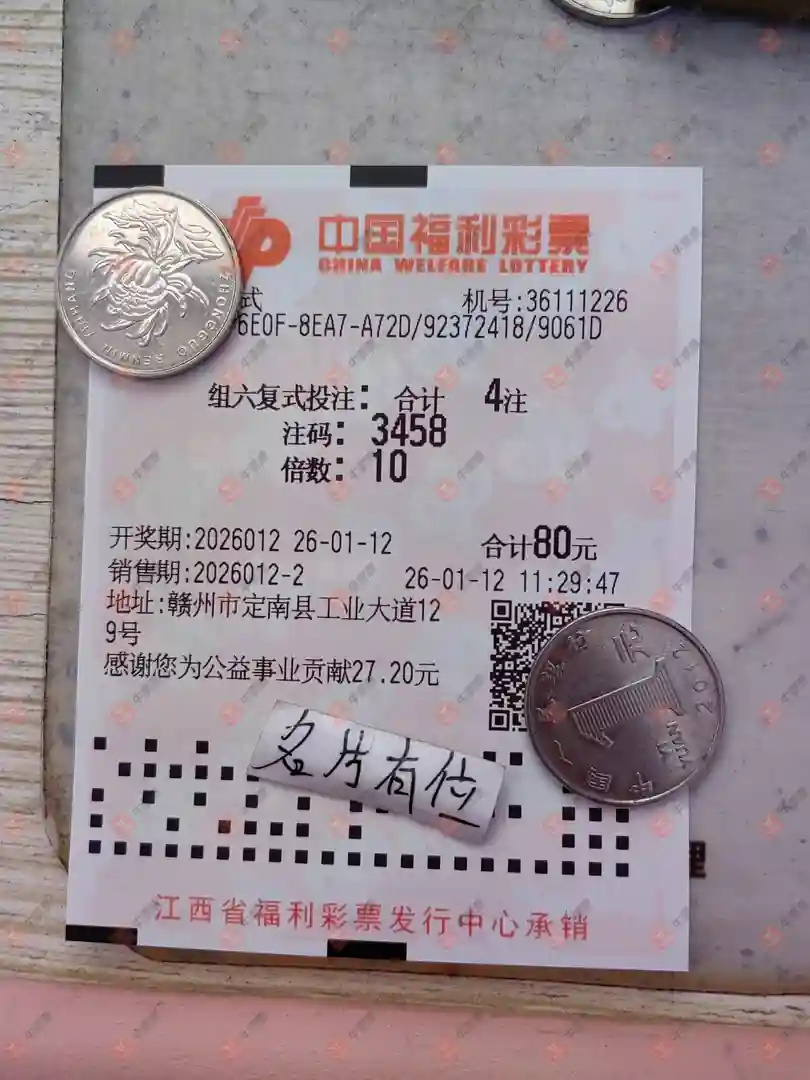 中国福利彩票
CHINA WELFARE LOTTERY
式 机号:36111226
6E0F-8EA7-A72D/92372418/9061D
组六复式投注: 合计 4注
注码: 3458
倍数: 10
开奖期:2026012 26-01-12 合计80元
销售期:2026012-2 26-01-12 11:29:47
地址:赣州市定南县工业大道12
9号
感谢您为公益事业贡献27.20元
名片有位
江西省福利彩票发行中心承销